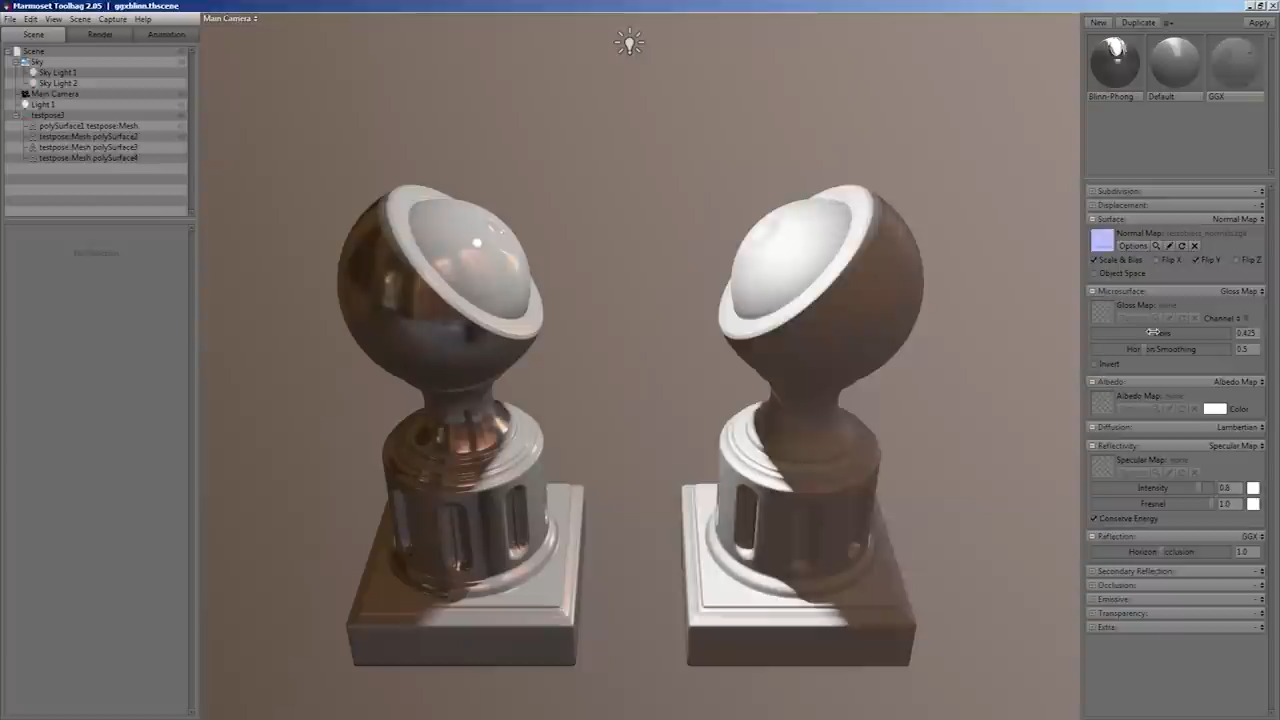 Marmoset Toolbag 2.05 | ggxblinn.tbscene
File Edit View Scene Capture Help
Main Camera
New Duplicate Apply
Scene Render Animation
Scene
Sky
Sky Light 1
Sky Light 2
Main Camera
Light 1
testpose3
polySurface1 testpose:Mesh
testpose:Mesh polySurface2
testpose:Mesh polySurface3
testpose:Mesh polySurface4
Blinn-Phong Default GGX
Subdivision:
Displacement:
Surface: Normal Map
Normal Map:
Options
Scale & Bias Flip X Flip Y Flip Z
Object Space
Microsurface: Gloss Map
Gloss Map: none
Channel
0.425
Horizon Smoothing 0.5
Invert
Albedo: Albedo Map
Albedo Map: none
Color
Diffusion: Lambertian
Reflectivity: Specular Map
Specular Map: none
Intensity 0.8
Fresnel 1.0
Conserve Energy
Reflection: GGX
Horizon Occlusion 1.0
Secondary Reflection:
Occlusion:
Emissive:
Transparency:
Extra: